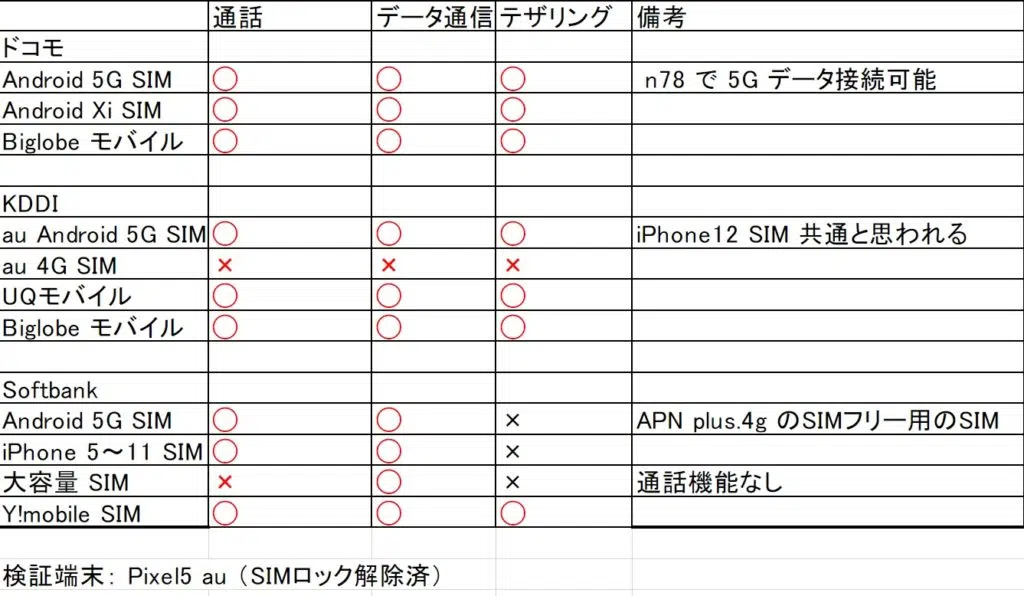 通話 データ通信 テザリング 備考
ドコモ
Android 5G SIM ○ ○ ○ n78 で 5G データ接続可能
Android Xi SIM ○ ○ ○
Biglobe モバイル ○ ○ ○
KDDI
au Android 5G SIM ○ ○ ○ iPhone12 SIM 共通と思われる
au 4G SIM × × ×
UQモバイル ○ ○ ○
Biglobe モバイル ○ ○ ○
Softbank
Android 5G SIM ○ ○ × APN plus.4g のSIMフリー用のSIM
iPhone 5～11 SIM ○ ○ ×
大容量 SIM × ○ × 通話機能なし
Y!mobile SIM ○ ○ ○
検証端末： Pixel5 au（SIMロック解除済）